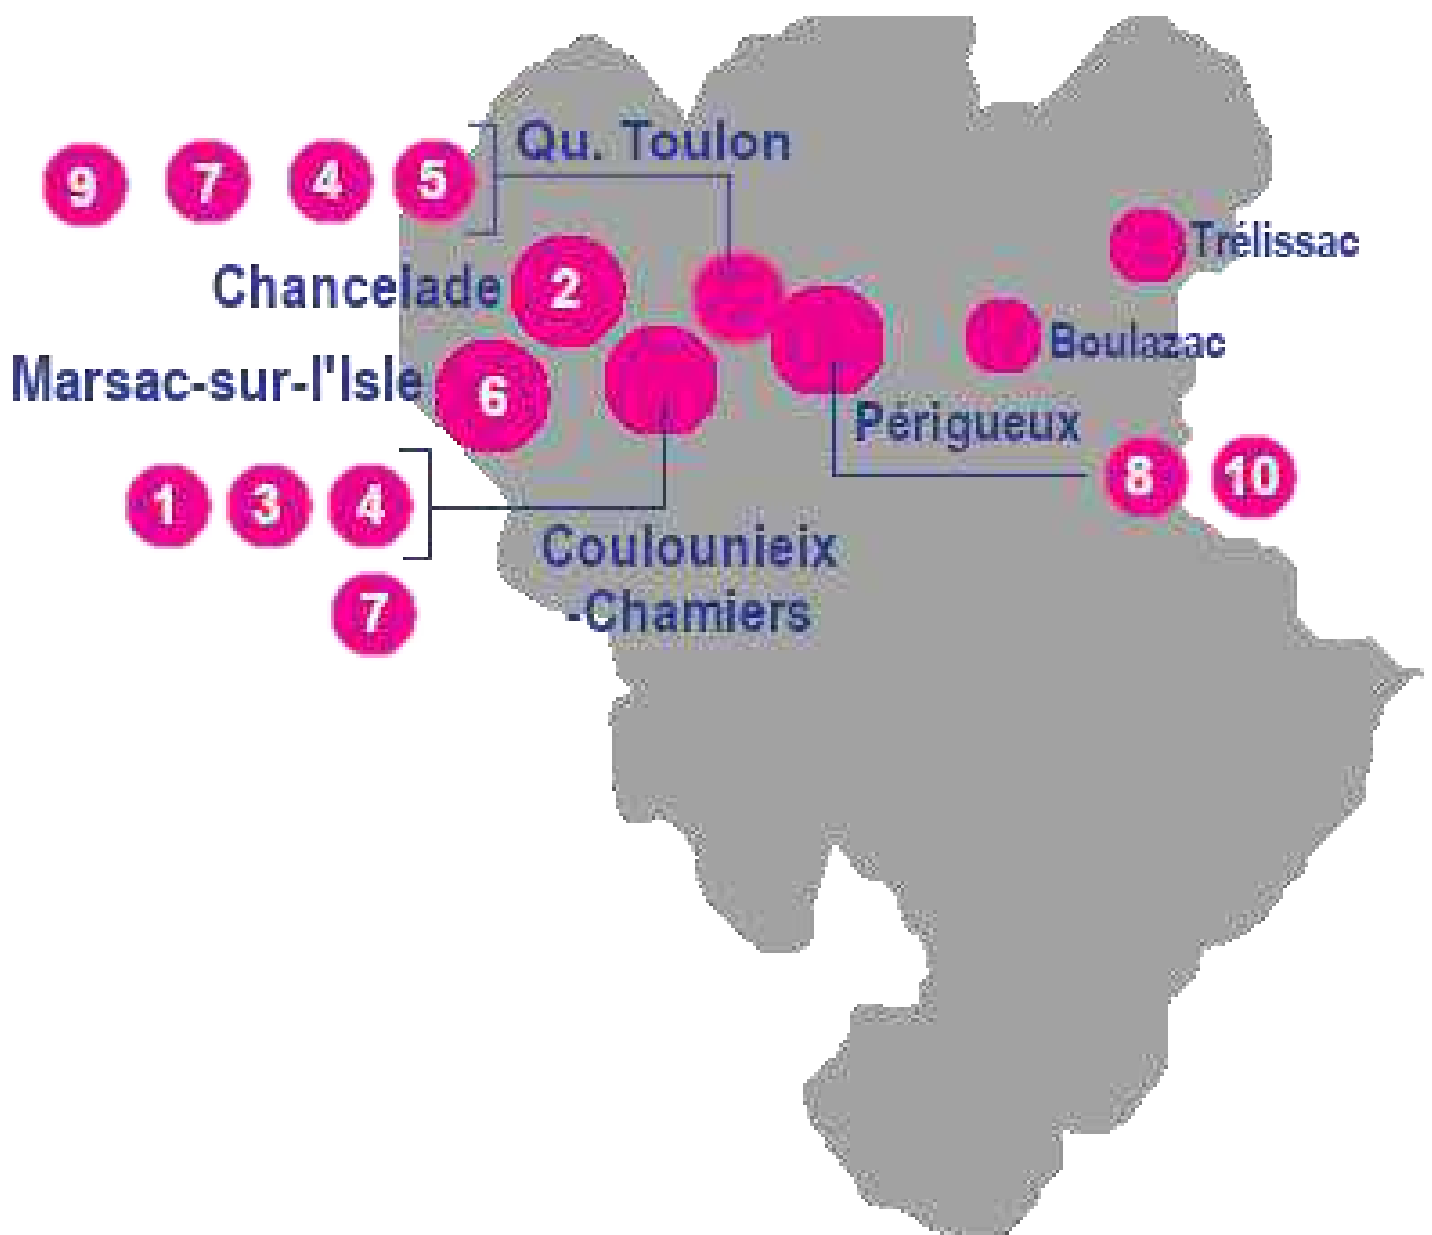 Qu. Toulon
9 7 4 5
Trélissac
Chancelade 2
Boulazac
Marsac-sur-l'Isle 6
Périgueux
8 10
1 3 4
Coulounieix
-Chamiers
7